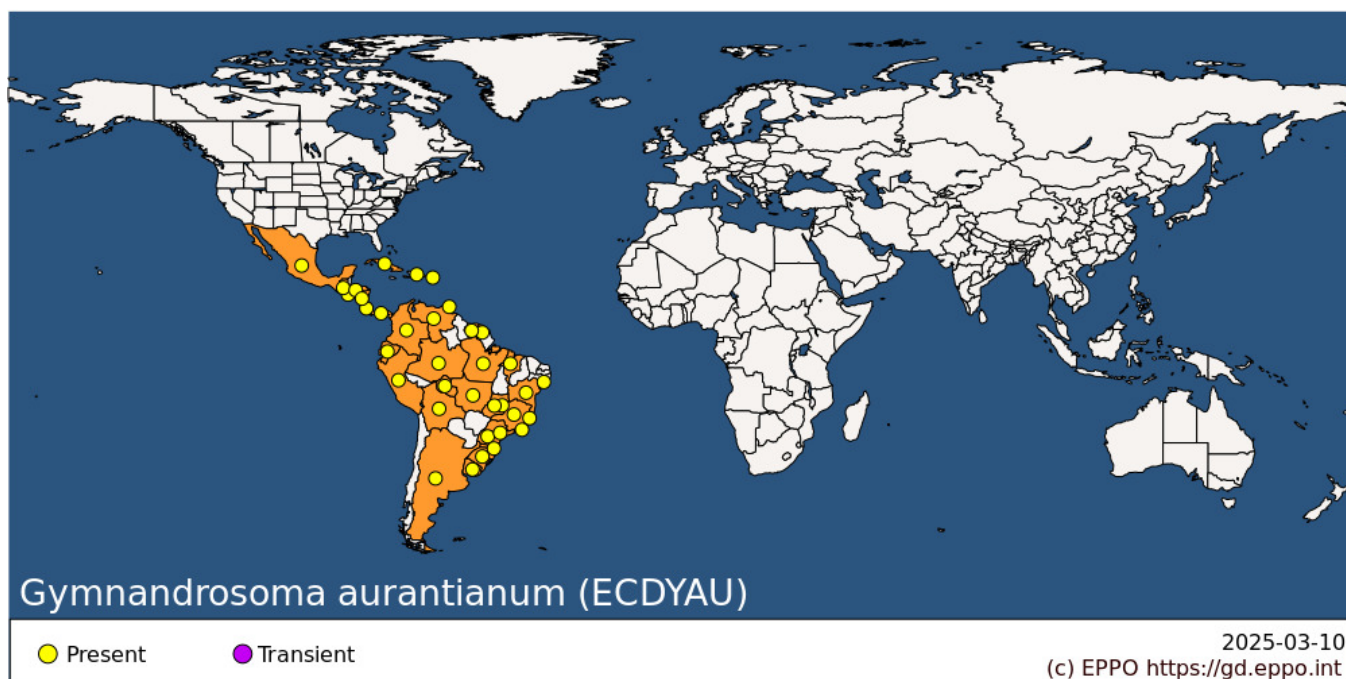 Gymnandrosoma aurantianum (ECDYAU)
Present
Transient
2025-03-10
(c) EPPO https://gd.eppo.int